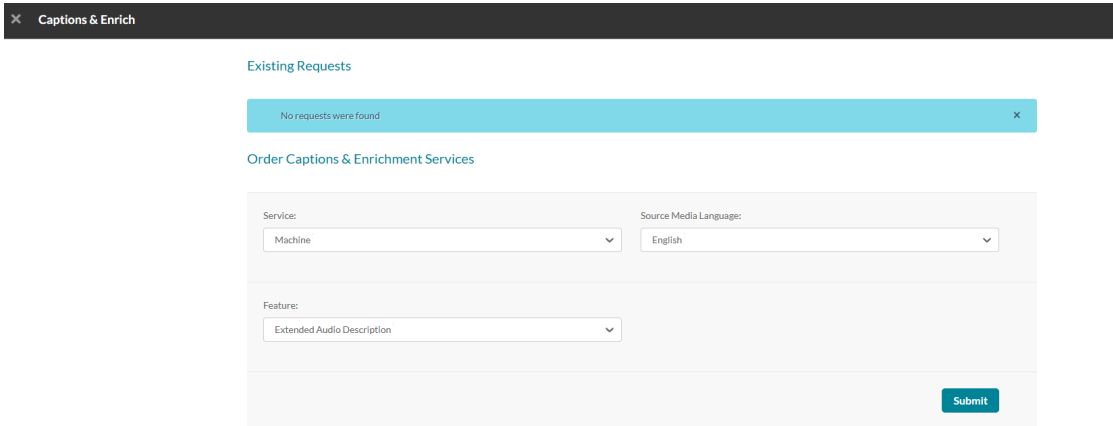 Captions & Enrich
Existing Requests
No requests were found
Order Captions & Enrichment Services
Service:
Source Media Language:
Machine
English
Feature:
Extended Audio Description
Submit